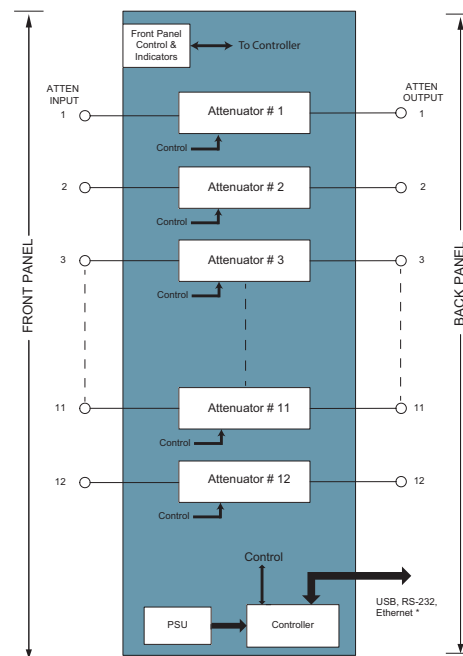 Front Panel
Control &
Indicators
To Controller
ATTEN
INPUT
ATTEN
OUTPUT
1
Attenuator # 1
1
Control
2
Attenuator # 2
2
Control
3
Attenuator # 3
3
Control
FRONT PANEL
BACK PANEL
11
Attenuator # 11
11
Control
12
Attenuator # 12
12
Control
Control
USB, RS-232,
Ethernet *
PSU
Controller